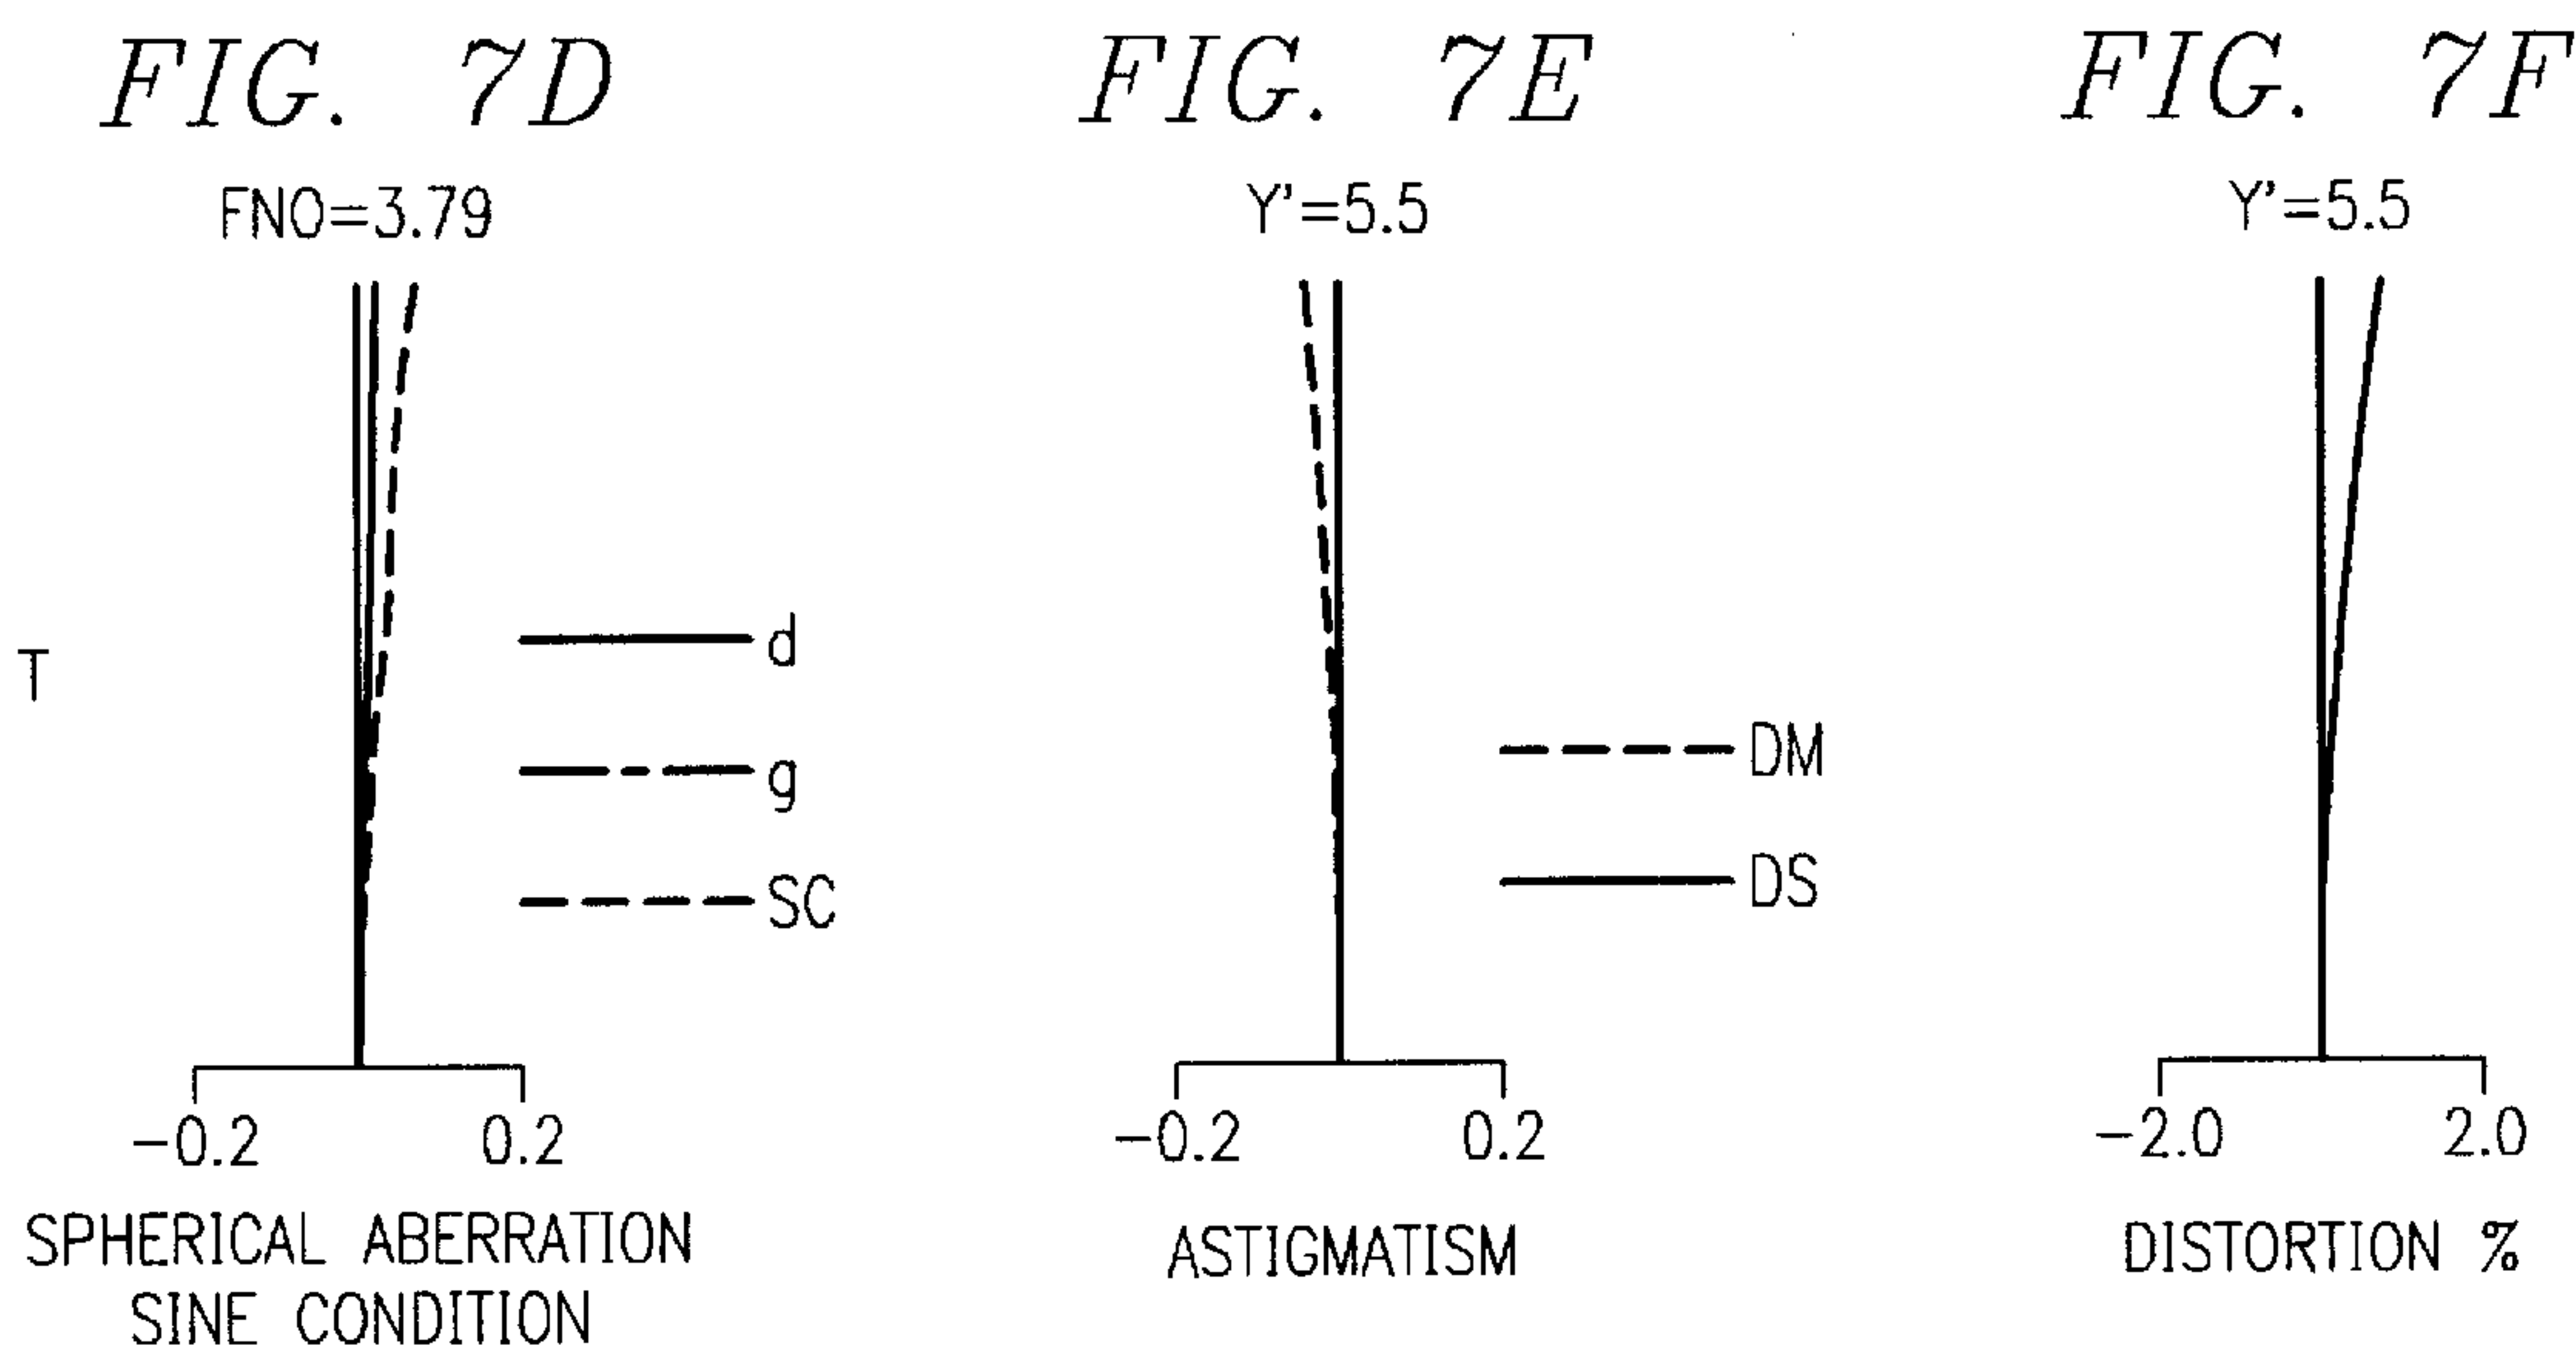 FIG. 7D
FNO=3.79
T
d
g
SC
-0.2 0.2
SPHERICAL ABERRATION
SINE CONDITION
FIG. 7E
Y'=5.5
DM
DS
-0.2 0.2
ASTIGMATISM
FIG. 7F
Y'=5.5
-2.0 2.0
DISTORTION %